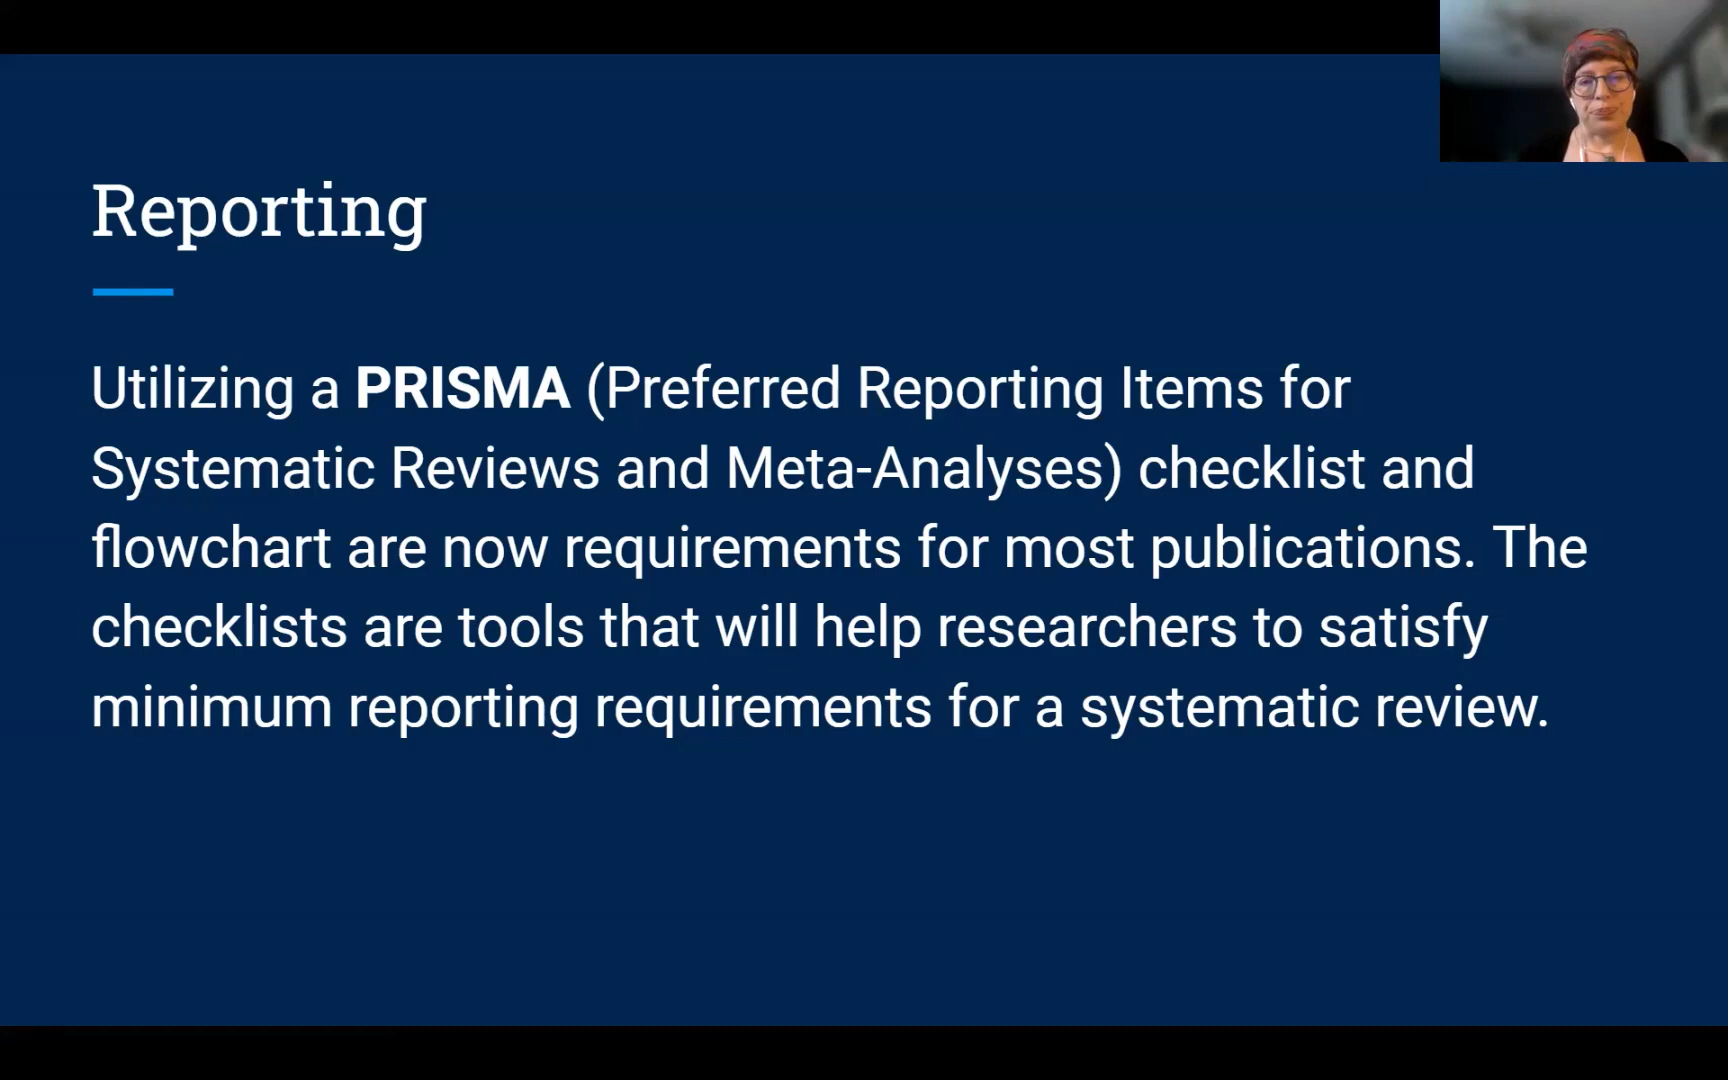 Reporting
Utilizing a PRISMA (Preferred Reporting Items for
Systematic Reviews and Meta-Analyses) checklist and
flowchart are now requirements for most publications. The
checklists are tools that will help researchers to satisfy
minimum reporting requirements for a systematic review.